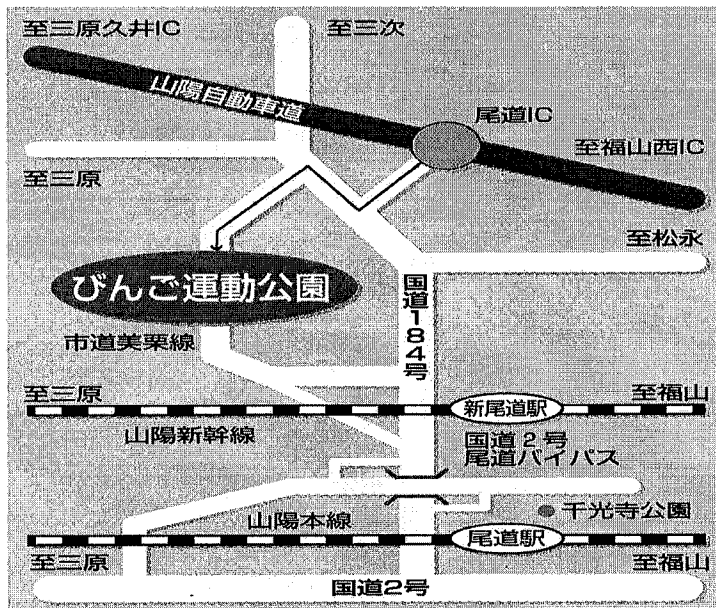 至三原久井IC
至三次
山陽自動車道
尾道IC
至福山西IC
至三原
至松永
びんご運動公園
国道184号
市道美栗線
至三原
新尾道駅
至福山
山陽新幹線
国道2号
尾道バイパス
千光寺公園
山陽本線
至三原
尾道駅
至福山
国道2号